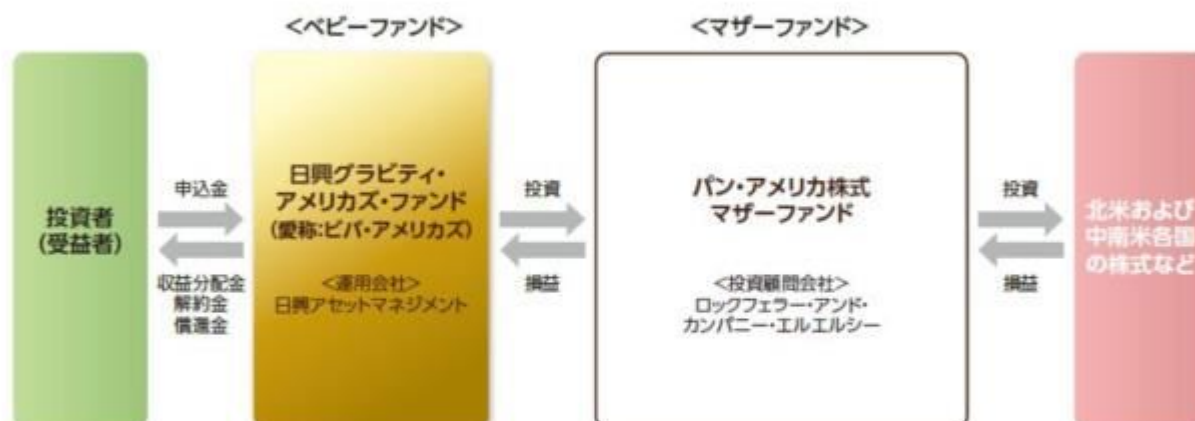 <ベビーファンド>
<マザーファンド>
投資者
(受益者)
申込金
収益分配金
解約金
償還金
日興グラビティ・
アメリカズ・ファンド
(愛称:ビバ・アメリカズ)
<運用会社>
日興アセットマネジメント
投資
損益
パン・アメリカ株式
マザーファンド
<投資顧問会社>
ロックフェラー・アンド・
カンパニー・エルエルシー
投資
損益
北米および
中南米各国
の株式など